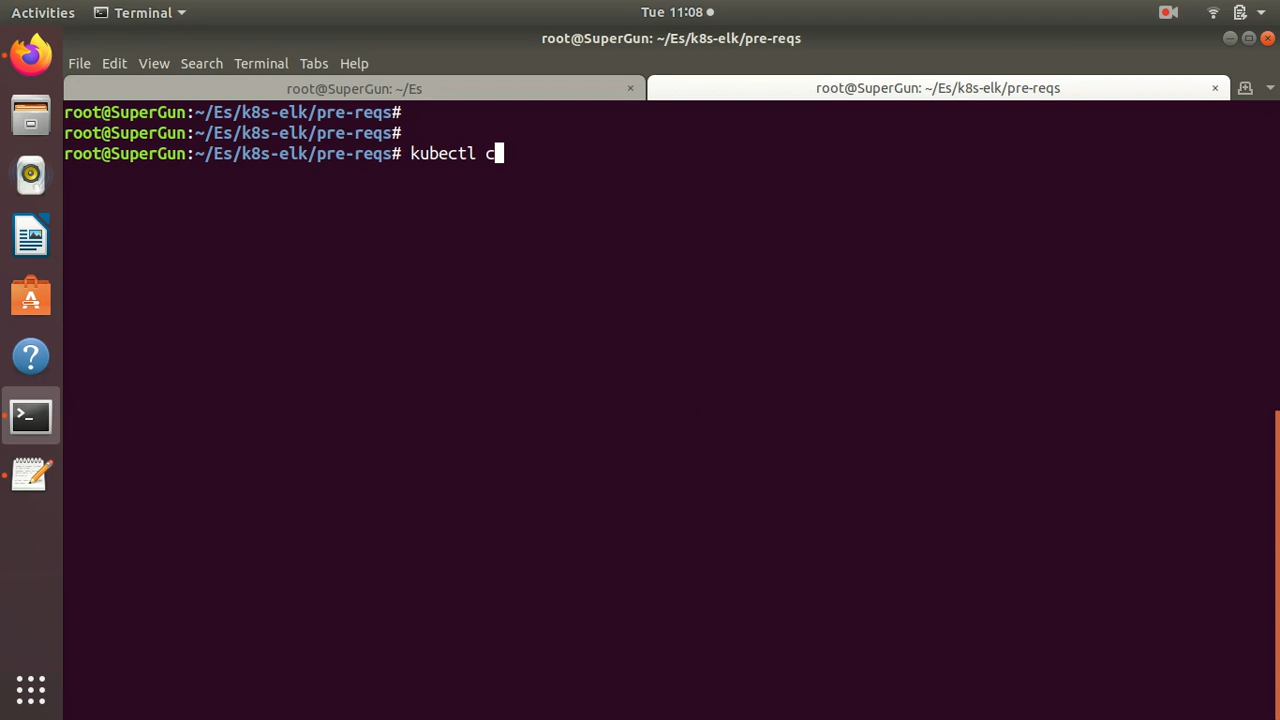 Activities Terminal Tue 11:08
root@SuperGun: ~/Es/k8s-elk/pre-reqs
File Edit View Search Terminal Tabs Help
root@SuperGun: ~/Es × root@SuperGun: ~/Es/k8s-elk/pre-reqs ×
root@SuperGun:~/Es/k8s-elk/pre-reqs#
root@SuperGun:~/Es/k8s-elk/pre-reqs#
root@SuperGun:~/Es/k8s-elk/pre-reqs# kubectl c